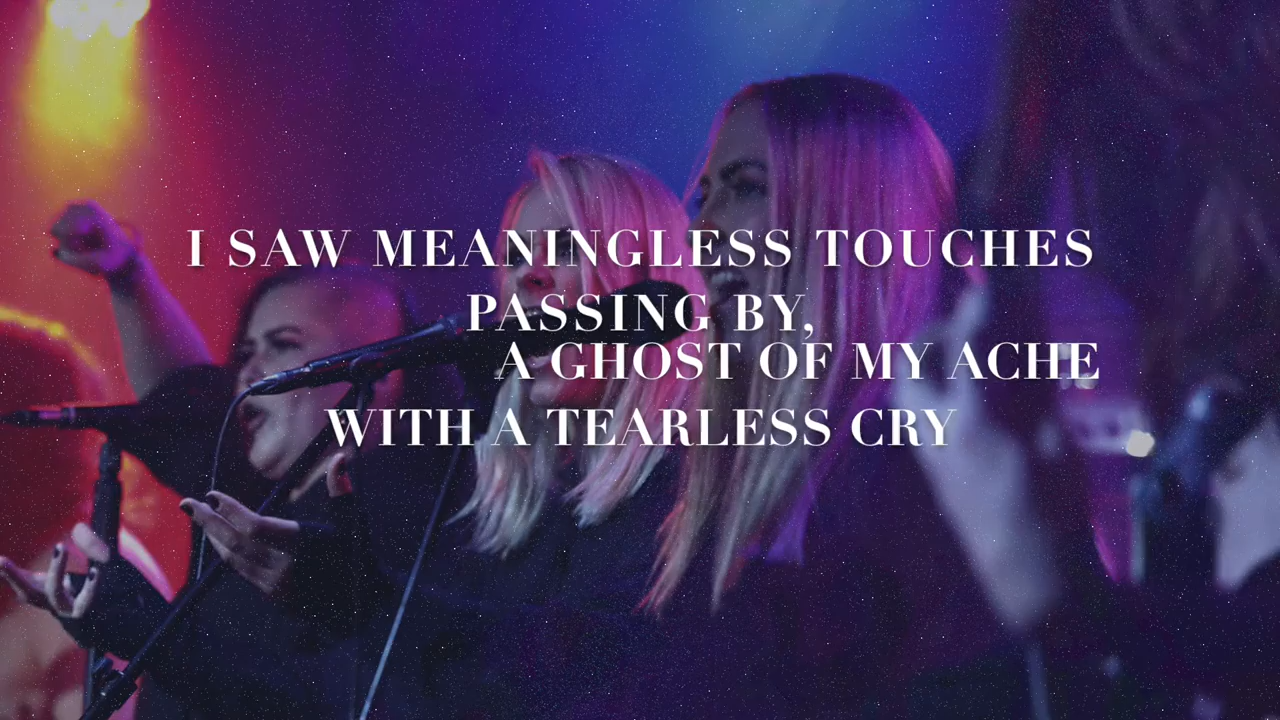 I SAW MEANINGLESS TOUCHES
PASSING BY,
A GHOST OF MY ACHE
WITH A TEARLESS CRY